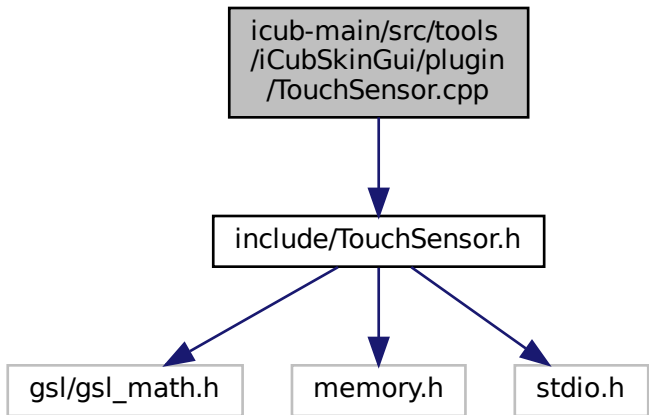 icub-main/src/tools
/iCubSkinGui/plugin
/TouchSensor.cpp
include/TouchSensor.h
gsl/gsl_math.h
memory.h
stdio.h